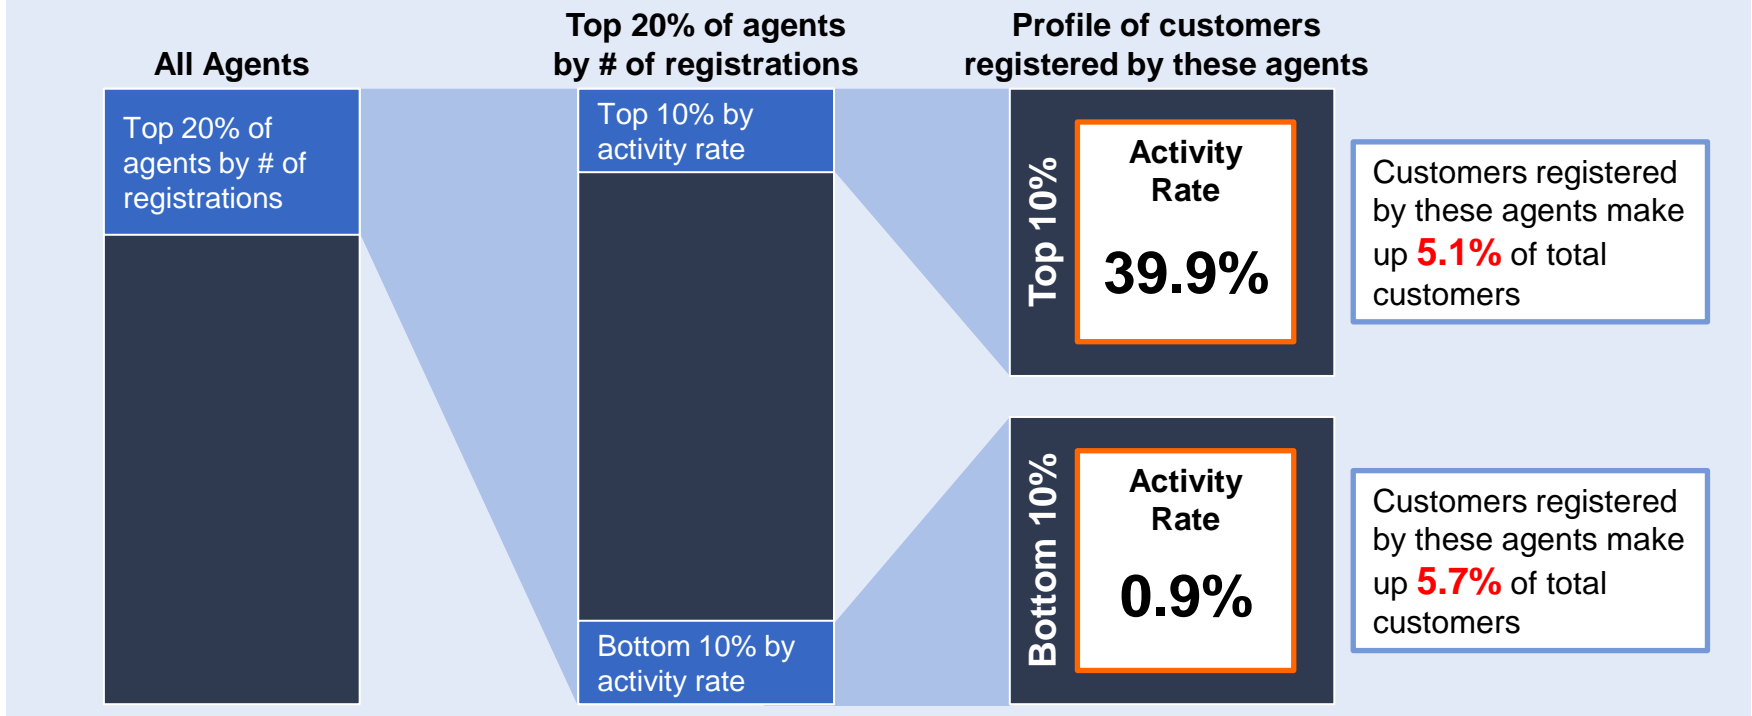 All Agents
Top 20% of
agents by # of
registrations
Top 20% of agents
by # of registrations
Top 10% by
activity rate
Bottom 10% by
activity rate
Profile of customers
registered by these agents
Top 10%
Activity
Rate
39.9%
Customers registered
by these agents make
up 5.1% of total
customers
Bottom 10%
Activity
Rate
0.9%
Customers registered
by these agents make
up 5.7% of total
customers